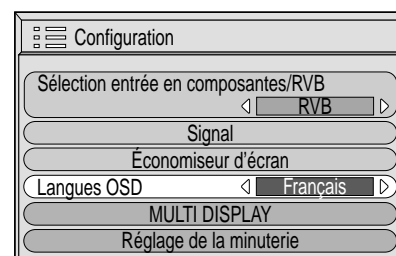 Configuration
Sélection entrée en composantes/RVB
RVB
Signal
Économiseur d'écran
Langues OSD Français
MULTI DISPLAY
Réglage de la minuterie